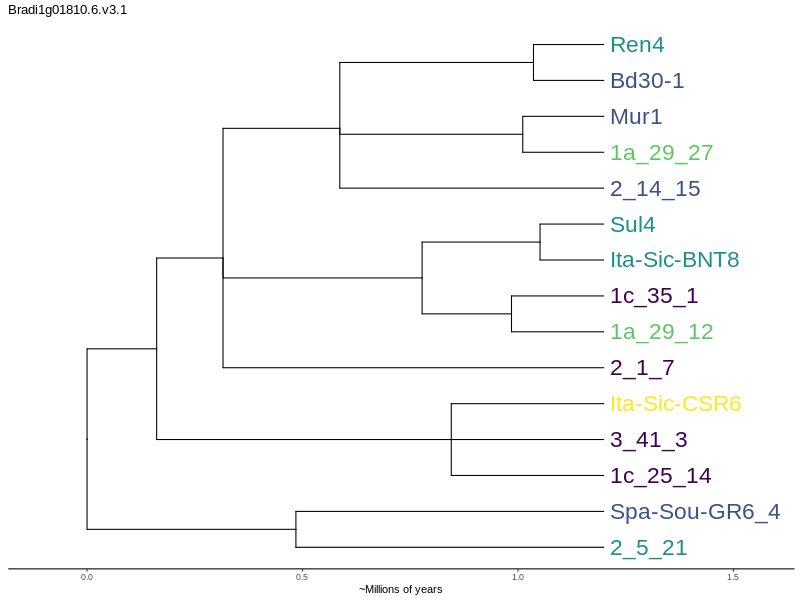 Bradi1g01810.6.v3.1
Ren4
Bd30-1
Mur1
1a_29_27
2_14_15
Sul4
Ita-Sic-BNT8
1c_35_1
1a_29_12
2_1_7
Ita-Sic-CSR6
3_41_3
1c_25_14
Spa-Sou-GR6_4
2_5_21
0.0 0.5 1.0 1.5
~Millions of years